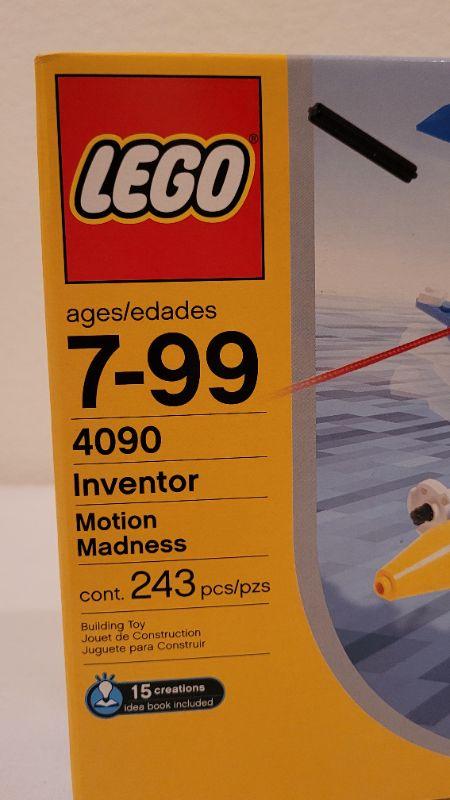 LEGO®
ages/edades
7-99
4090
Inventor
Motion
Madness
cont. 243 pcs/pzs
Building Toy
Jouet de Construction
Juguete para Construir
15 creations
idea book included